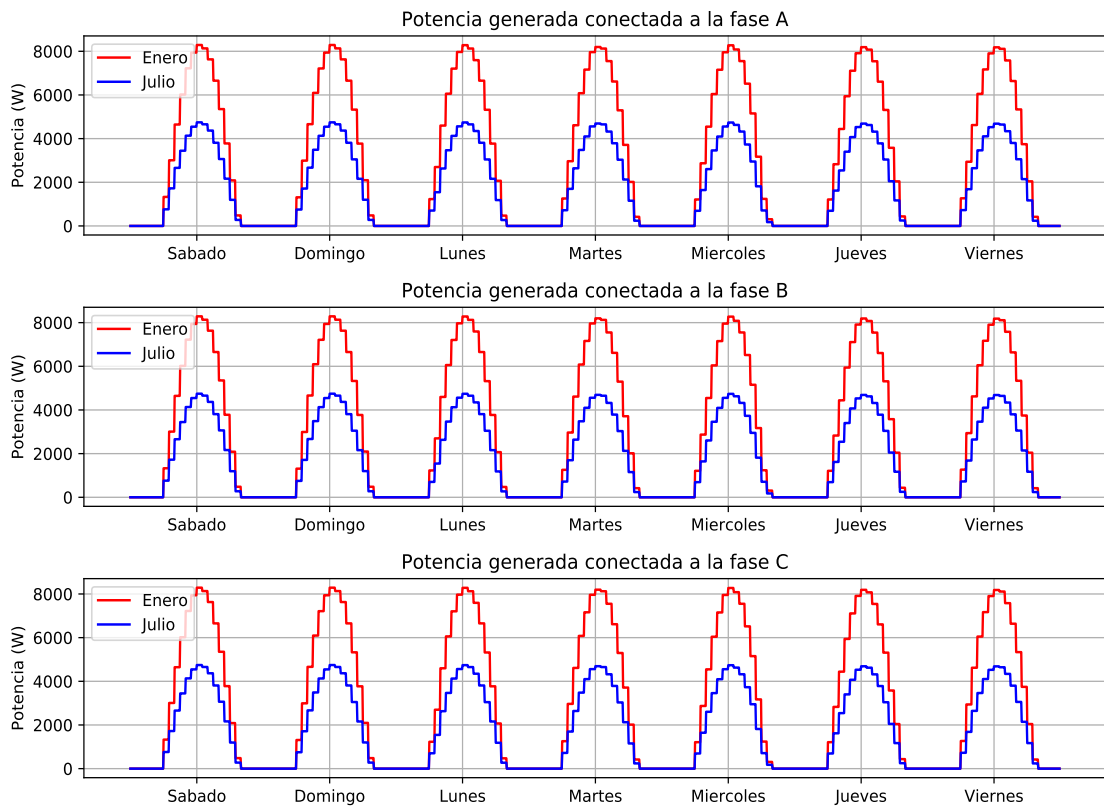 Potencia generada conectada a la fase A
Potencia (W)
8000
6000
4000
2000
0
Enero
Julio
Sabado Domingo Lunes Martes Miercoles Jueves Viernes
Potencia generada conectada a la fase B
Potencia (W)
8000
6000
4000
2000
0
Enero
Julio
Sabado Domingo Lunes Martes Miercoles Jueves Viernes
Potencia generada conectada a la fase C
Potencia (W)
8000
6000
4000
2000
0
Enero
Julio
Sabado Domingo Lunes Martes Miercoles Jueves Viernes